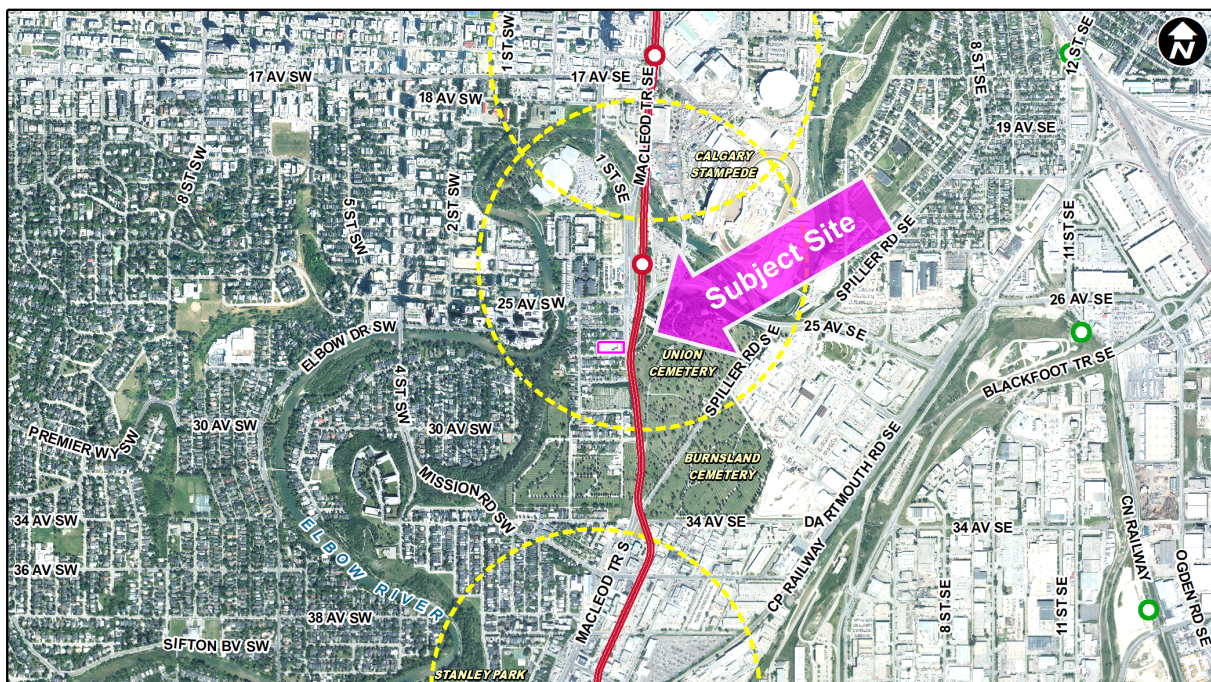 1 ST SW
17 AV SW
17 AV SE
18 AV SW
8 ST SE
12 ST SE
N
19 AV SE
MACLEOD TR SE
1 ST SE
CALGARY
STAMPEDE
8 ST SW
5 ST SW
2 ST SW
Subject Site
SPILLER RD SE
11 ST SE
26 AV SE
25 AV SW
25 AV SE
ELBOW DR SW
UNION
CEMETERY
SPILLER RD S E
BLACKFOOT TR SE
4 ST SW
30 AV SW
30 AV SW
PREMIER WY SW
BURNSLAND
CEMETERY
MISSION RD SW
DARTMOUTH RD SE
34 AV SW
34 AV SE
34 AV SE
CN RAILWAY
ELBOW RIVER
36 AV SW
MACLEOD TR S
CP RAILWAY
8 ST SE
11 ST SE
OGDEN RD SE
38 AV SW
SIFTON BV SW
STANLEY PARK